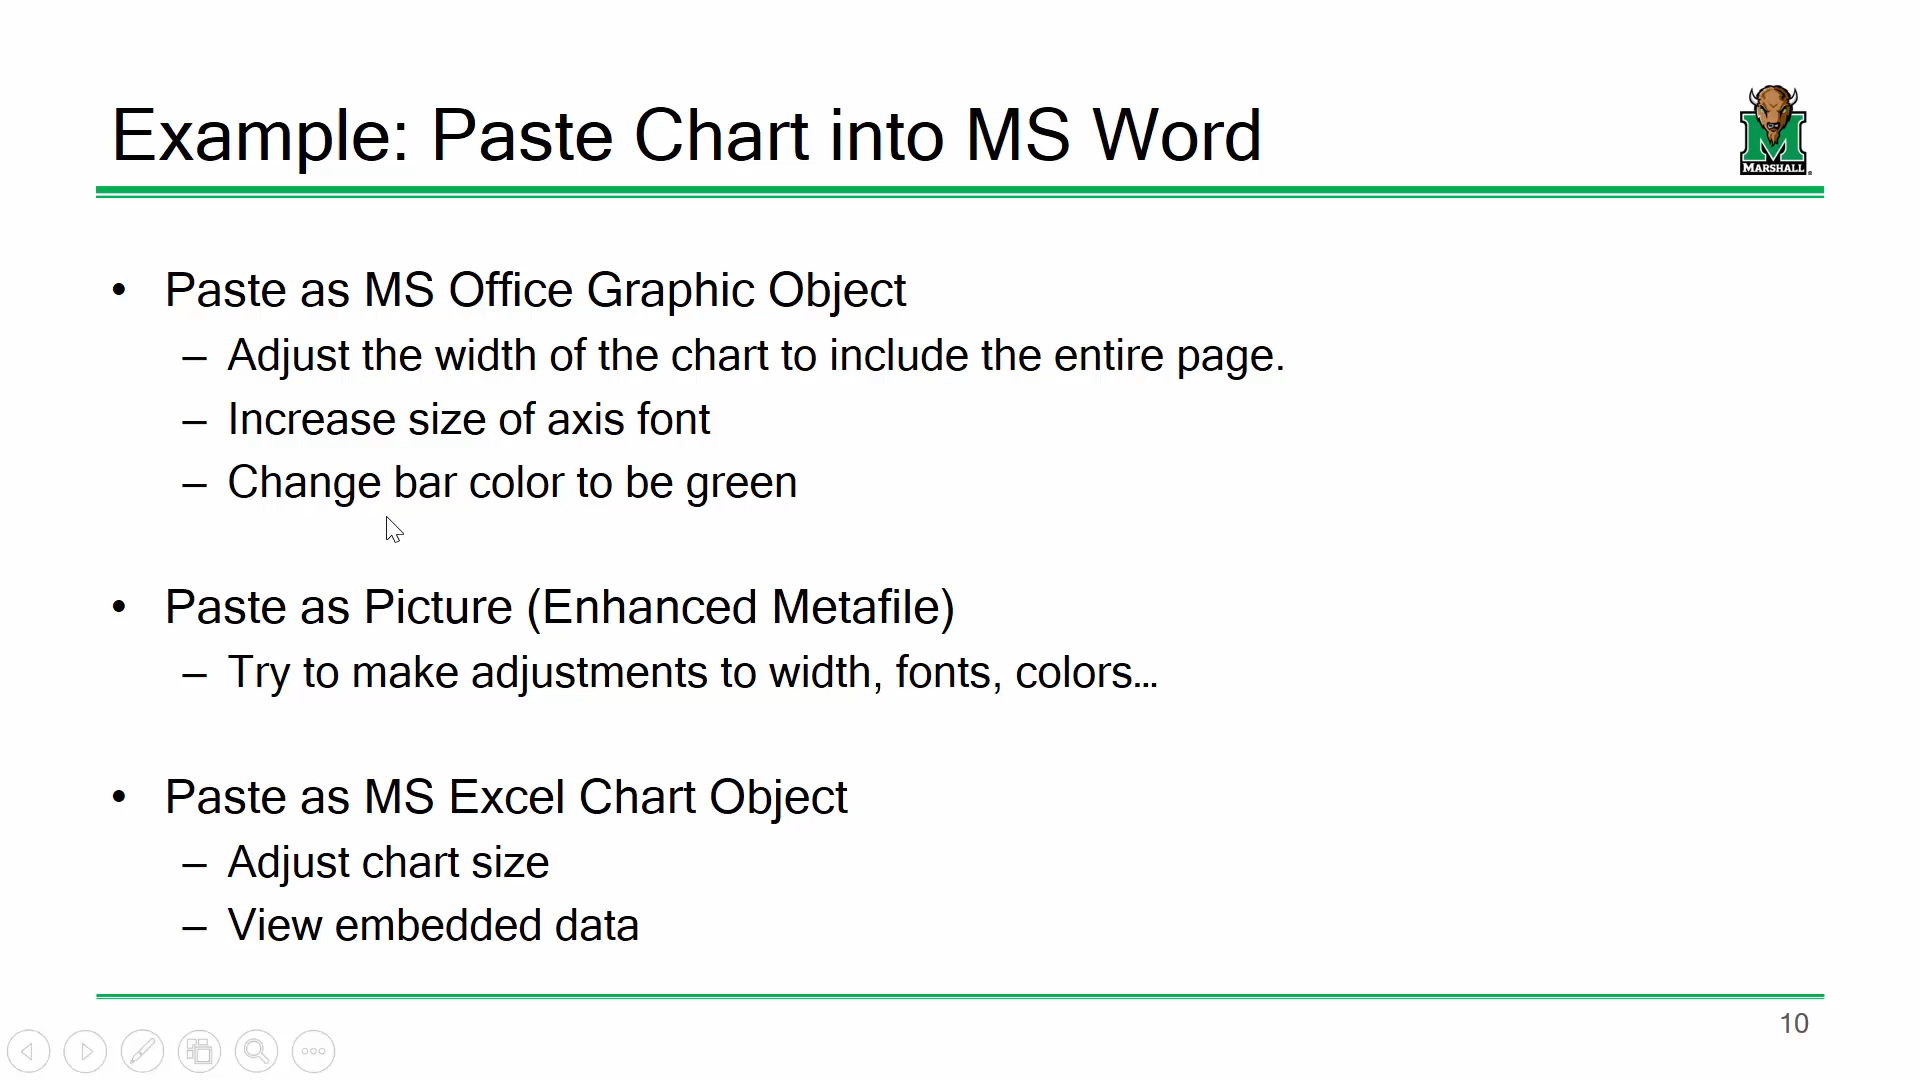 Example: Paste Chart into MS Word
MARSHALL
• Paste as MS Office Graphic Object
– Adjust the width of the chart to include the entire page.
– Increase size of axis font
– Change bar color to be green
• Paste as Picture (Enhanced Metafile)
– Try to make adjustments to width, fonts, colors…
• Paste as MS Excel Chart Object
– Adjust chart size
– View embedded data
10